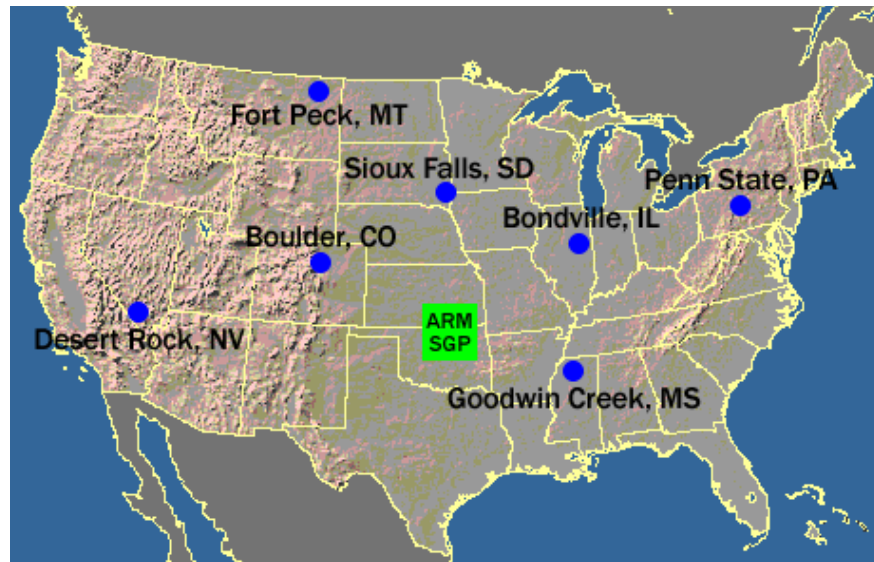 Fort Peck, MT
Sioux Falls, SD
Penn State, PA
Bondville, IL
Boulder, CO
ARM
SGP
Desert Rock, NV
Goodwin Creek, MS